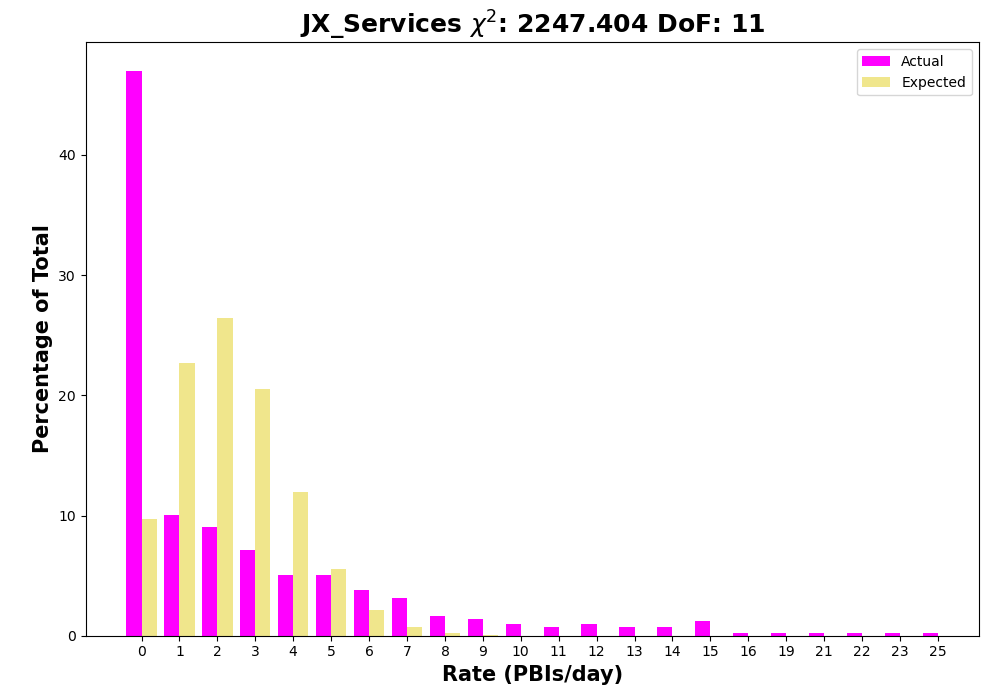 JX_Services χ²: 2247.404 DoF: 11
Actual
Expected
Percentage of Total
40
30
20
10
0
0 1 2 3 4 5 6 7 8 9 10 11 12 13 14 15 16 19 21 22 23 25
Rate (PBIs/day)